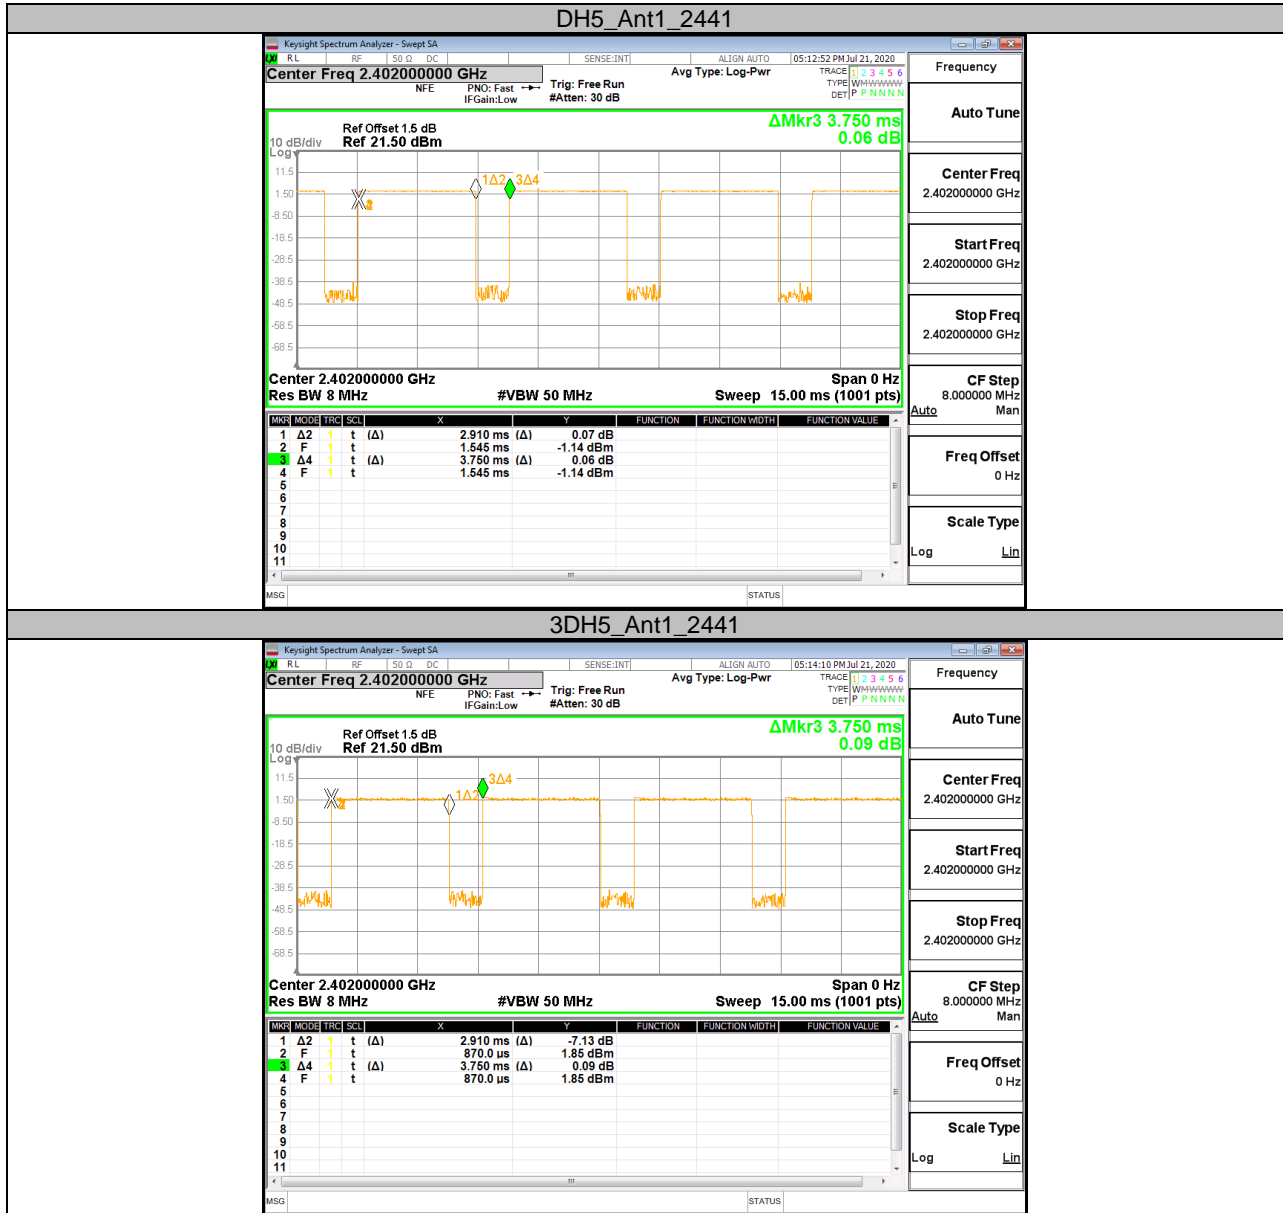 DH5_Ant1_2441
Keysight Spectrum Analyzer - Swept SA
LXI RL RF 50 Ω DC SENSE:INT ALIGN AUTO 05:12:52 PM Jul 21, 2020
Center Freq 2.402000000 GHz
NFE PNO: Fast Trig: Free Run Avg Type: Log-Pwr TRACE 1 2 3 4 5 6
IFGain:Low #Atten: 30 dB TYPE WMWWWWW
DET P P N N N N
ΔMkr3 3.750 ms
0.06 dB
Ref Offset 1.5 dB
10 dB/div Ref 21.50 dBm
Log
11.5
1.50
-8.50
-18.5
-28.5
-38.5
-48.5
-58.5
-68.5
1Δ2 3Δ4
Center 2.402000000 GHz Span 0 Hz
Res BW 8 MHz #VBW 50 MHz Sweep 15.00 ms (1001 pts)
MKR MODE TRC SCL X Y FUNCTION FUNCTION WIDTH FUNCTION VALUE
1 Δ2 1 t (Δ) 2.910 ms (Δ) 0.07 dB
2 F 1 t 1.545 ms -1.14 dBm
3 Δ4 1 t (Δ) 3.750 ms (Δ) 0.06 dB
4 F 1 t 1.545 ms -1.14 dBm
5
6
7
8
9
10
11
MSG STATUS
Frequency
Auto Tune
Center Freq
2.402000000 GHz
Start Freq
2.402000000 GHz
Stop Freq
2.402000000 GHz
CF Step
8.000000 MHz
Auto Man
Freq Offset
0 Hz
Scale Type
Log Lin
3DH5_Ant1_2441
Keysight Spectrum Analyzer - Swept SA
LXI RL RF 50 Ω DC SENSE:INT ALIGN AUTO 05:14:10 PM Jul 21, 2020
Center Freq 2.402000000 GHz
NFE PNO: Fast Trig: Free Run Avg Type: Log-Pwr TRACE 1 2 3 4 5 6
IFGain:Low #Atten: 30 dB TYPE WMWWWWW
DET P P N N N N
ΔMkr3 3.750 ms
0.09 dB
Ref Offset 1.5 dB
10 dB/div Ref 21.50 dBm
Log
11.5
1.50
-8.50
-18.5
-28.5
-38.5
-48.5
-58.5
-68.5
3Δ4
1Δ2
Center 2.402000000 GHz Span 0 Hz
Res BW 8 MHz #VBW 50 MHz Sweep 15.00 ms (1001 pts)
MKR MODE TRC SCL X Y FUNCTION FUNCTION WIDTH FUNCTION VALUE
1 Δ2 1 t (Δ) 2.910 ms (Δ) -7.13 dB
2 F 1 t 870.0 µs 1.85 dBm
3 Δ4 1 t (Δ) 3.750 ms (Δ) 0.09 dB
4 F 1 t 870.0 µs 1.85 dBm
5
6
7
8
9
10
11
MSG STATUS
Frequency
Auto Tune
Center Freq
2.402000000 GHz
Start Freq
2.402000000 GHz
Stop Freq
2.402000000 GHz
CF Step
8.000000 MHz
Auto Man
Freq Offset
0 Hz
Scale Type
Log Lin